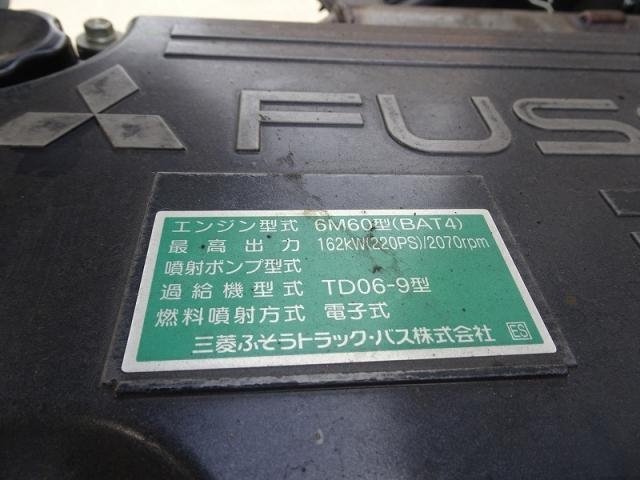 FUS
エンジン型式 6M60型(BAT4)
最高出力 162kW(220PS)/2070rpm
噴射ポンプ型式
過給機型式 TD06-9型
燃料噴射方式 電子式
三菱ふそうトラック・バス株式会社 ES